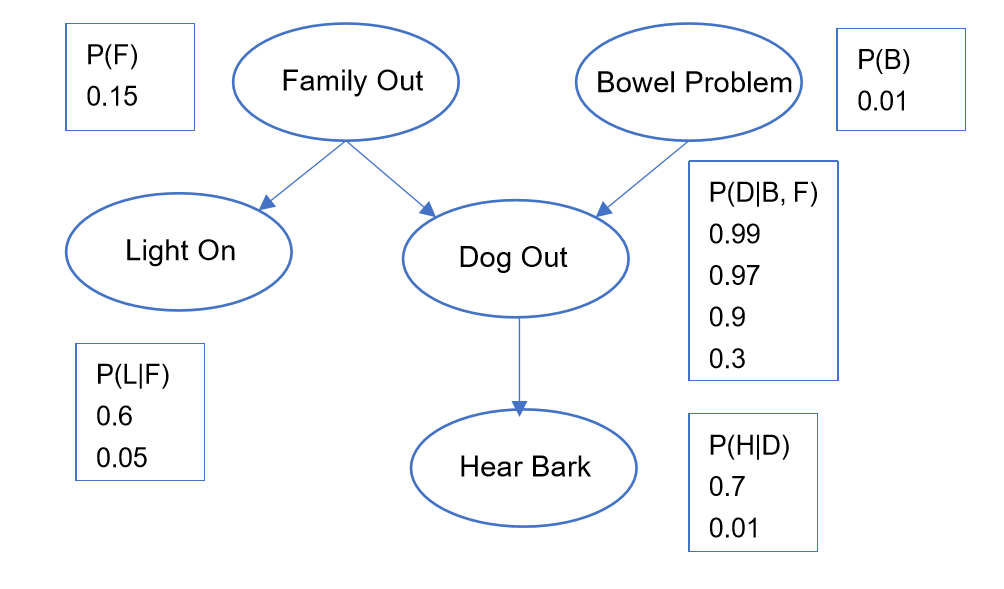 P(F)
0.15
Family Out
Bowel Problem
P(B)
0.01
Light On
Dog Out
P(D|B, F)
0.99
0.97
0.9
0.3
P(L|F)
0.6
0.05
Hear Bark
P(H|D)
0.7
0.01